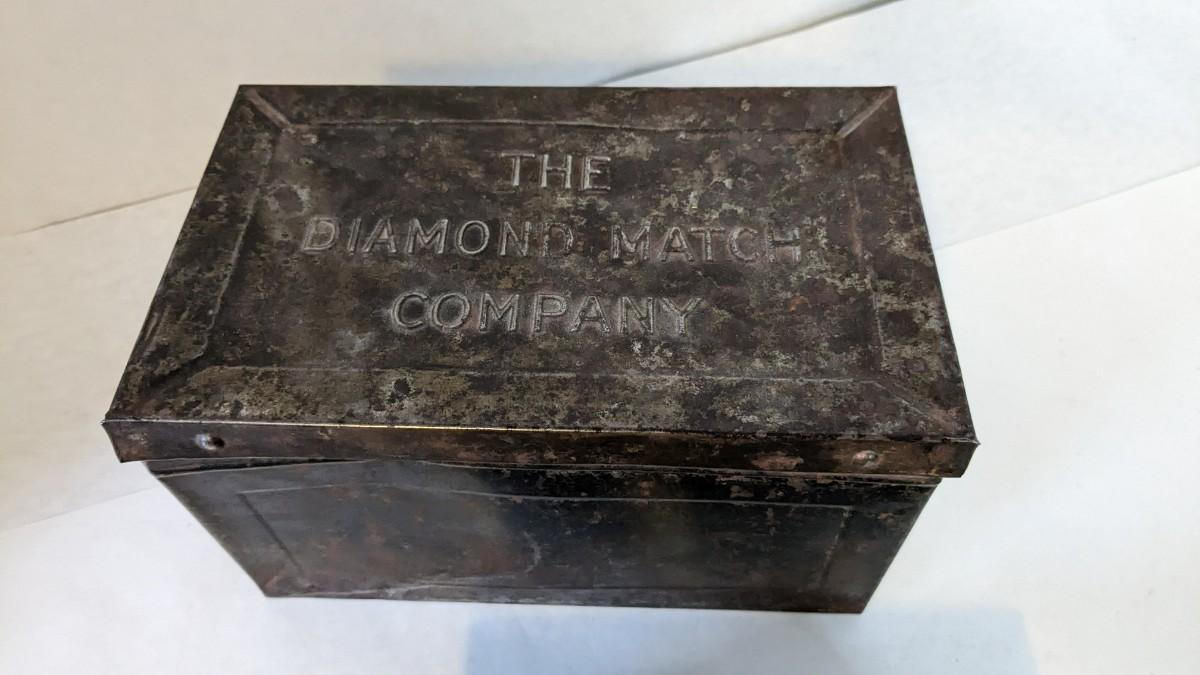 THE
DIAMOND MATCH
COMPANY